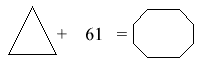 + 61 =